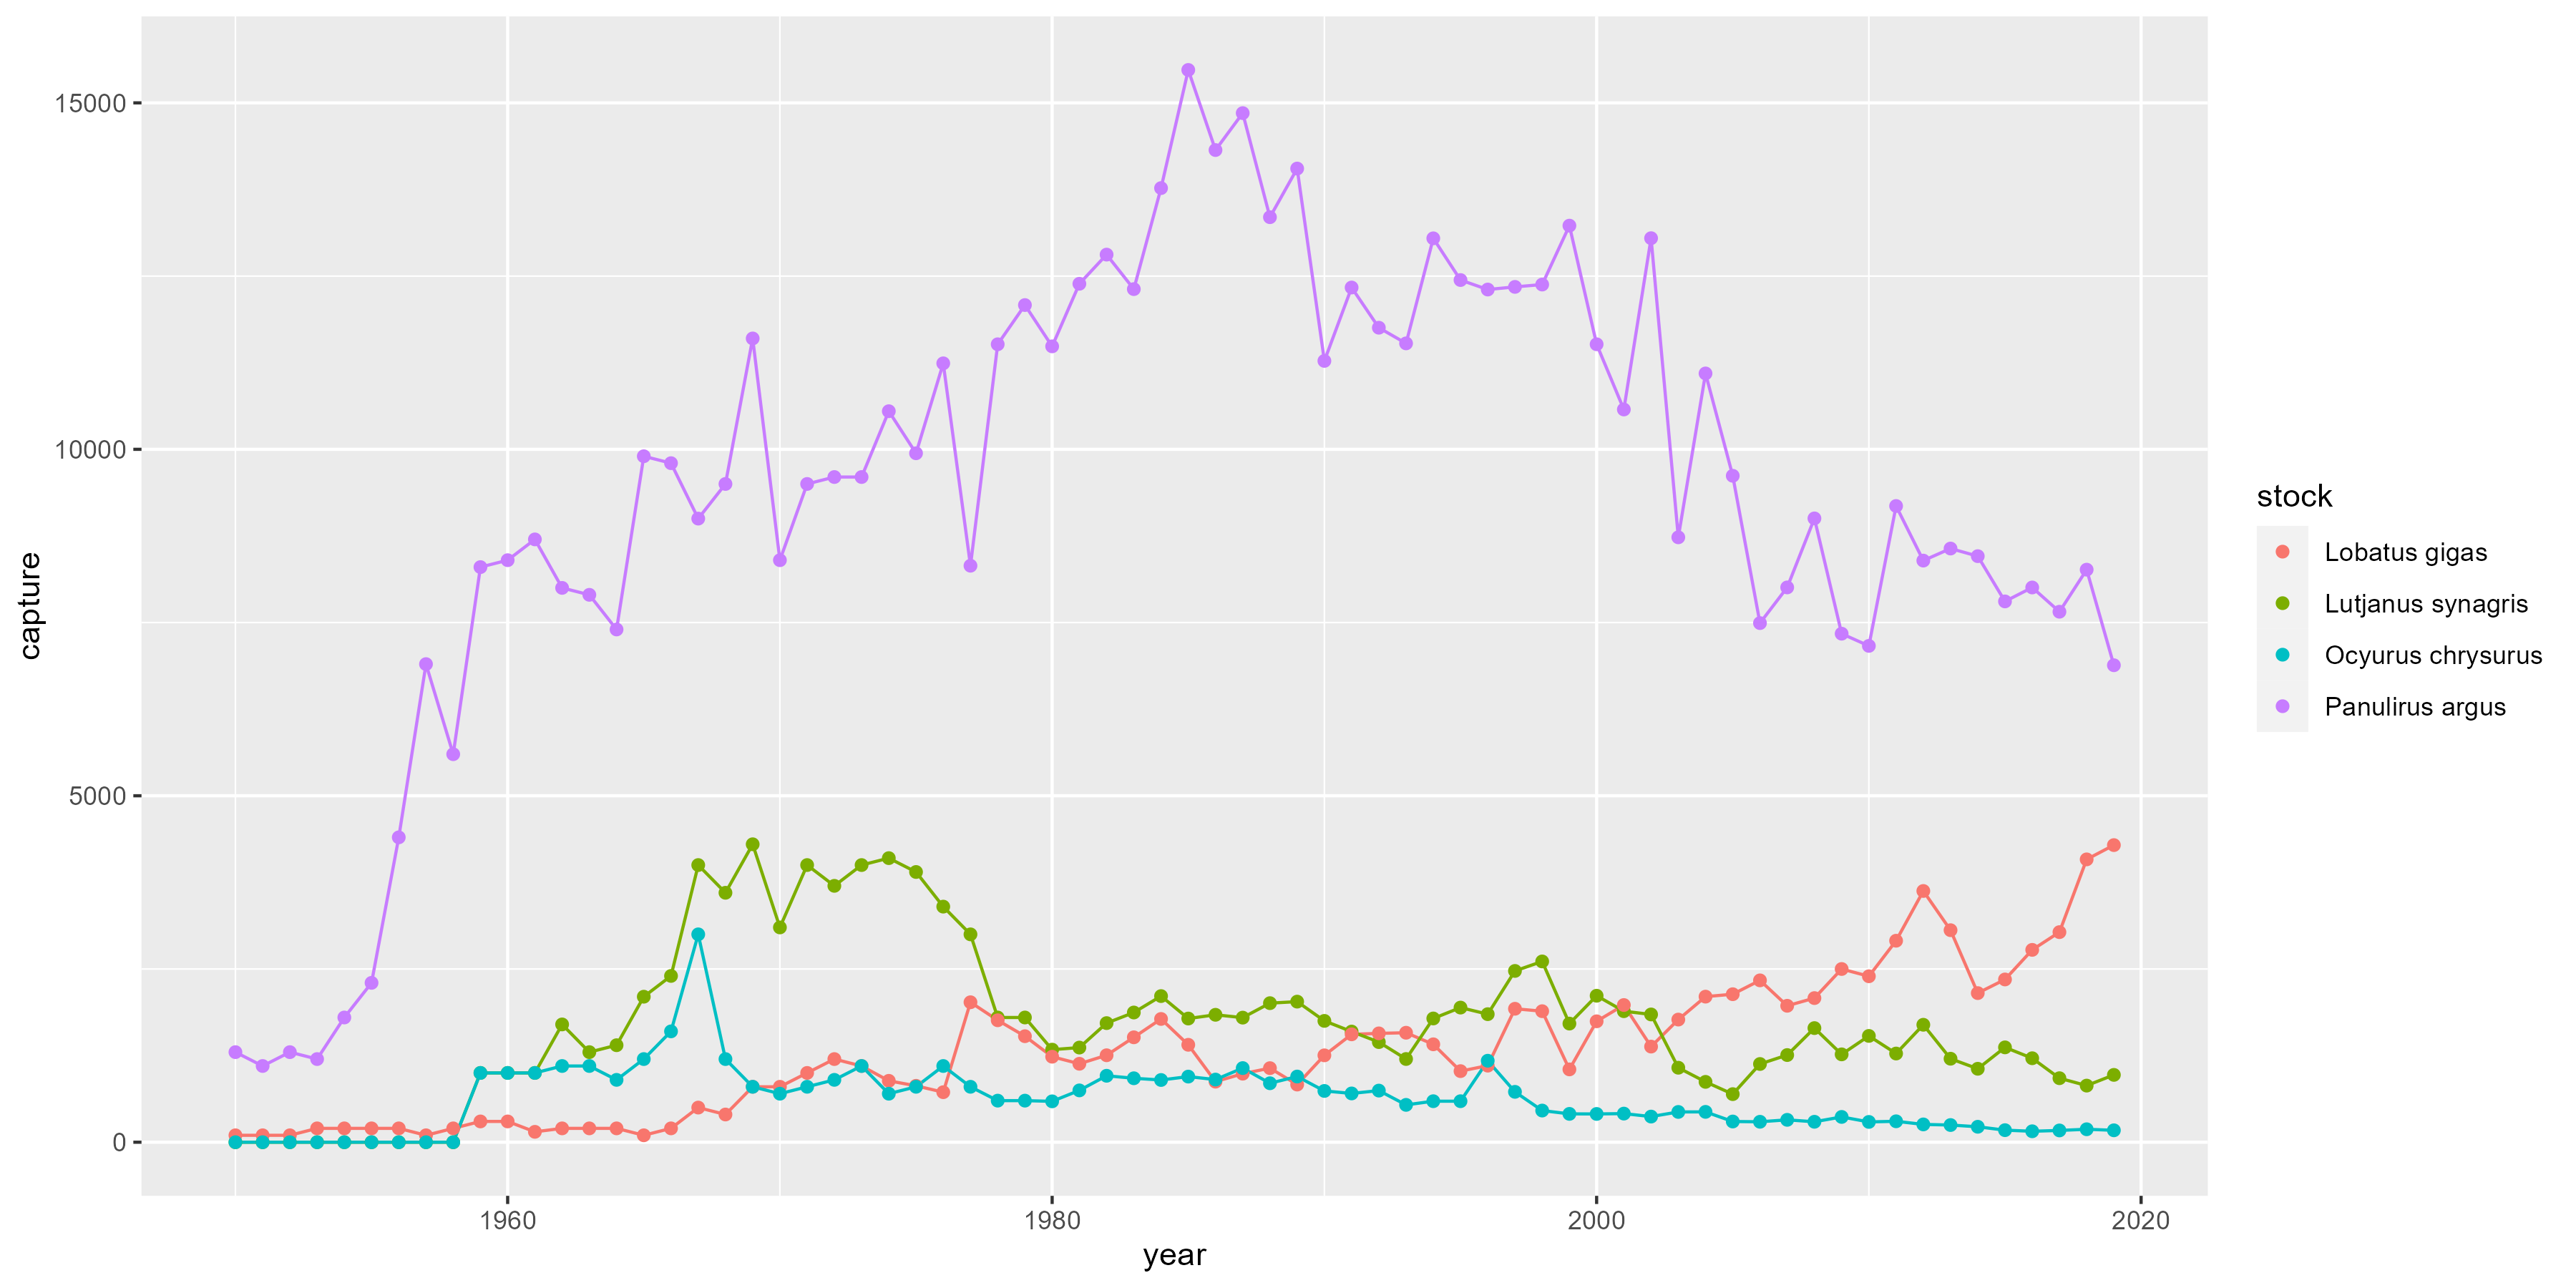 15000
10000
5000
0
capture
1960
1980
2000
2020
year
stock
Lobatus gigas
Lutjanus synagris
Ocyurus chrysurus
Panulirus argus